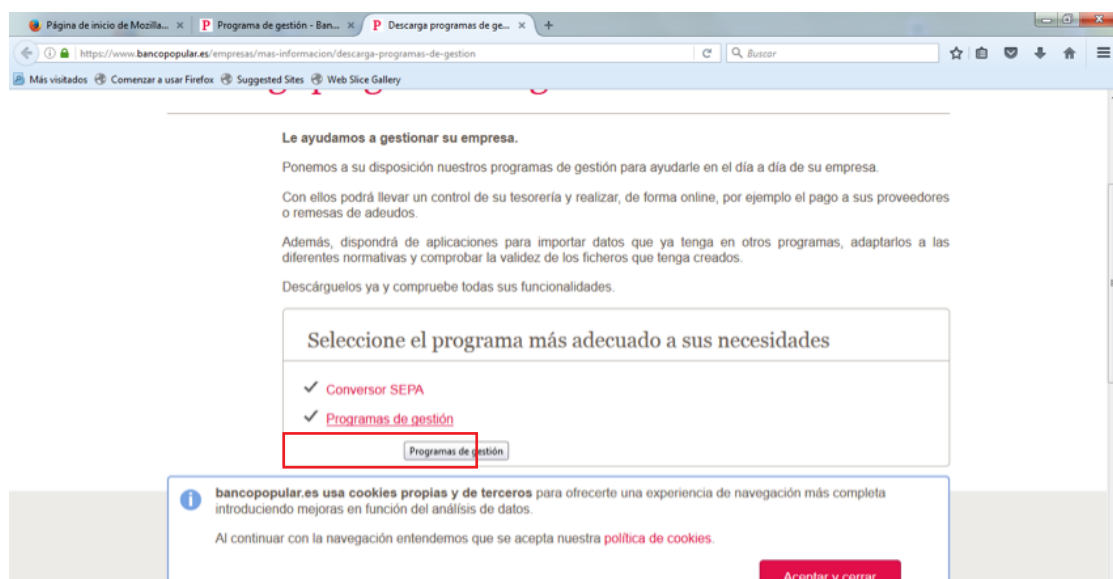 Página de inicio de Mozilla...
Programa de gestión - Ban...
Descarga programas de ge...
https://www.bancopopular.es/empresas/mas-informacion/descarga-programas-de-gestion
Buscar
Más visitados Comenzar a usar Firefox Suggested Sites Web Slice Gallery
Le ayudamos a gestionar su empresa.
Ponemos a su disposición nuestros programas de gestión para ayudarle en el día a día de su empresa.
Con ellos podrá llevar un control de su tesorería y realizar, de forma online, por ejemplo el pago a sus proveedores
o remesas de adeudos.
Además, dispondrá de aplicaciones para importar datos que ya tenga en otros programas, adaptarlos a las
diferentes normativas y comprobar la validez de los ficheros que tenga creados.
Descárguelos ya y compruebe todas sus funcionalidades.
Seleccione el programa más adecuado a sus necesidades
Conversor SEPA
Programas de gestión
Programas de gestión
bancopopular.es usa cookies propias y de terceros para ofrecerte una experiencia de navegación más completa
introduciendo mejoras en función del análisis de datos.
Al continuar con la navegación entendemos que se acepta nuestra política de cookies.
Aceptar y cerrar